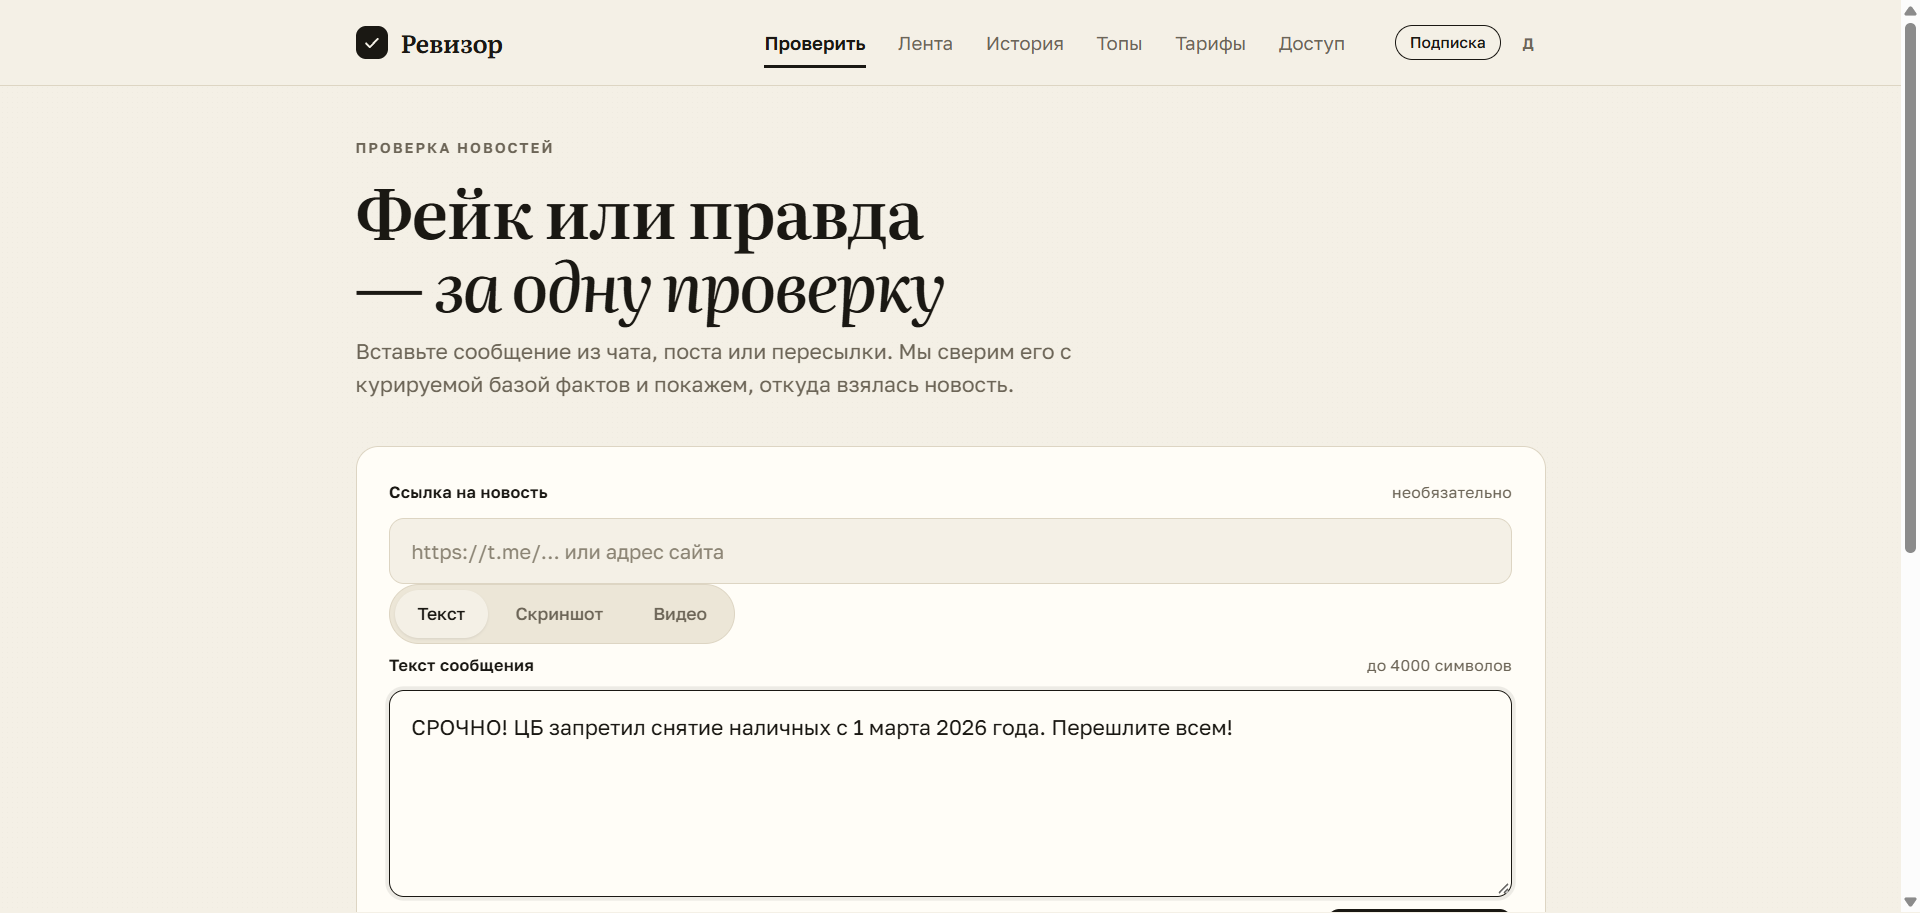 Ревизор
Проверить Лента История Топы Тарифы Доступ Подписка Д
ПРОВЕРКА НОВОСТЕЙ
Фейк или правда
— за одну проверку
Вставьте сообщение из чата, поста или пересылки. Мы сверим его с
курируемой базой фактов и покажем, откуда взялась новость.
Ссылка на новость необязательно
https://t.me/... или адрес сайта
Текст Скриншот Видео
Текст сообщения до 4000 символов
СРОЧНО! ЦБ запретил снятие наличных с 1 марта 2026 года. Перешлите всем!